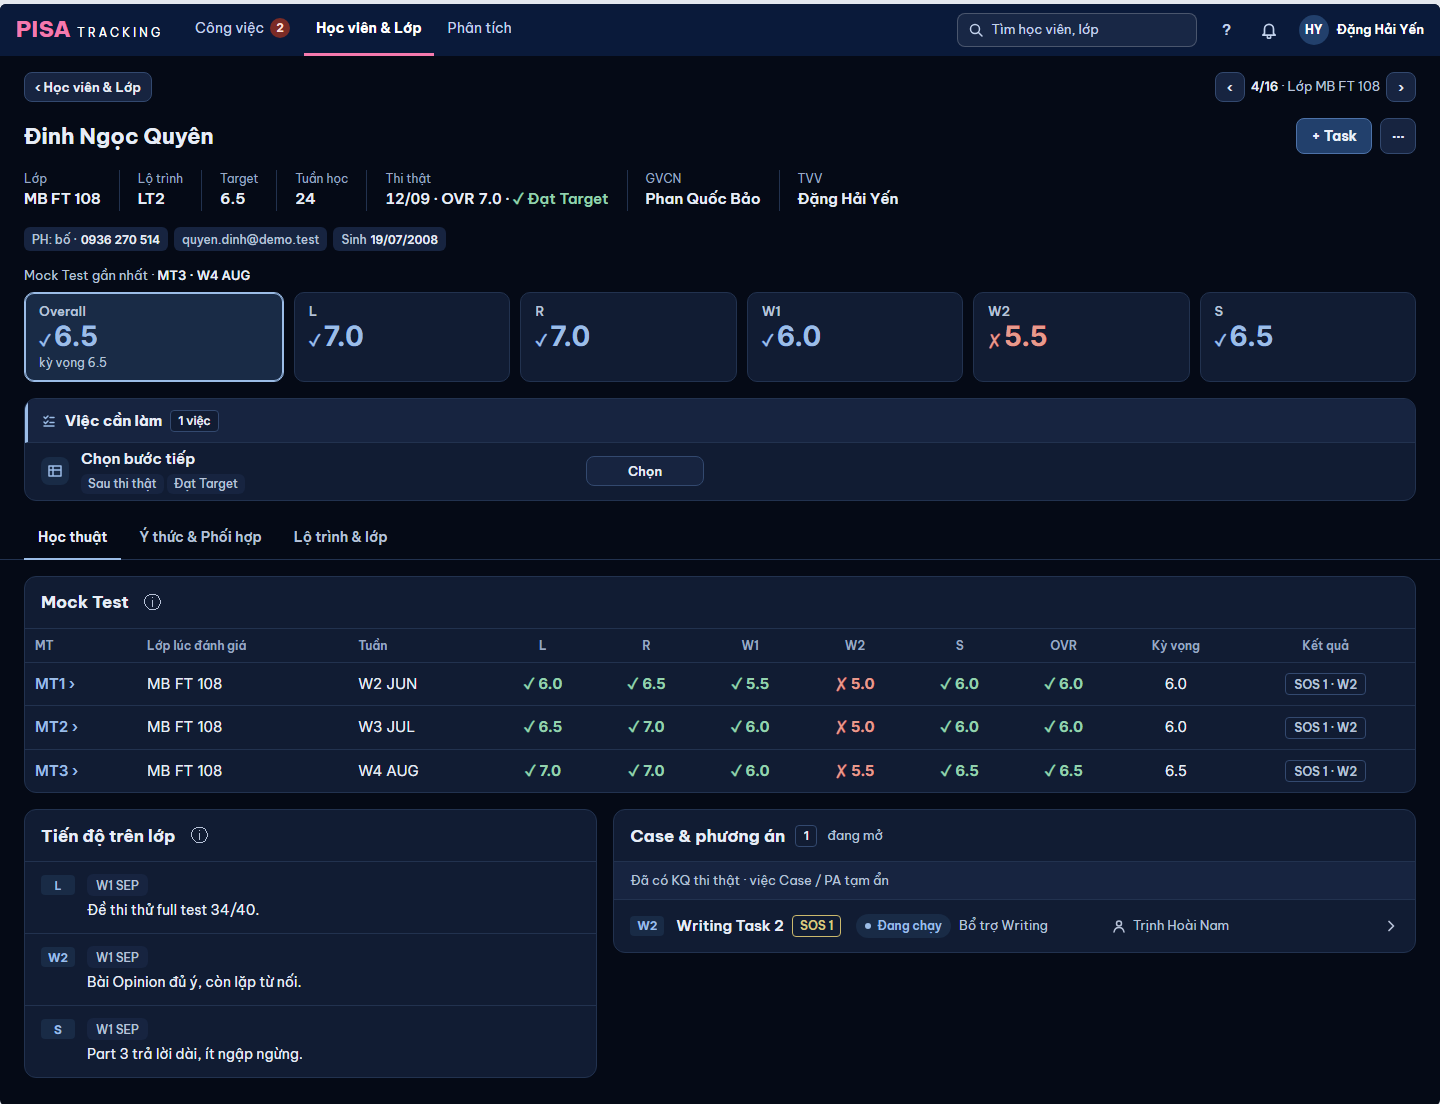 PISA TRACKING
Công việc 2
Học viên & Lớp
Phân tích
Tìm học viên, lớp
?
HY Đặng Hải Yến
‹ Học viên & Lớp
‹ 4/16 · Lớp MB FT 108 ›
Đinh Ngọc Quyên
+ Task
···
Lớp
MB FT 108
Lộ trình
LT2
Target
6.5
Tuần học
24
Thi thật
12/09 · OVR 7.0 · ✓ Đạt Target
GVCN
Phan Quốc Bảo
TVV
Đặng Hải Yến
PH: bố · 0936 270 514
quyen.dinh@demo.test
Sinh 19/07/2008
Mock Test gần nhất · MT3 · W4 AUG
Overall
✓ 6.5
kỳ vọng 6.5
L
✓ 7.0
R
✓ 7.0
W1
✓ 6.0
W2
✗ 5.5
S
✓ 6.5
Việc cần làm 1 việc
Chọn bước tiếp
Sau thi thật Đạt Target
Chọn
Học thuật
Ý thức & Phối hợp
Lộ trình & lớp
Mock Test ⓘ
MT Lớp lúc đánh giá Tuần L R W1 W2 S OVR Kỳ vọng Kết quả
MT1 › MB FT 108 W2 JUN ✓ 6.0 ✓ 6.5 ✓ 5.5 ✗ 5.0 ✓ 6.0 ✓ 6.0 6.0 SOS 1 · W2
MT2 › MB FT 108 W3 JUL ✓ 6.5 ✓ 7.0 ✓ 6.0 ✗ 5.0 ✓ 6.0 ✓ 6.0 6.0 SOS 1 · W2
MT3 › MB FT 108 W4 AUG ✓ 7.0 ✓ 7.0 ✓ 6.0 ✗ 5.5 ✓ 6.5 ✓ 6.5 6.5 SOS 1 · W2
Tiến độ trên lớp ⓘ
L W1 SEP
Đề thi thử full test 34/40.
W2 W1 SEP
Bài Opinion đủ ý, còn lặp từ nối.
S W1 SEP
Part 3 trả lời dài, ít ngập ngừng.
Case & phương án 1 đang mở
Đã có KQ thi thật · việc Case / PA tạm ẩn
W2 Writing Task 2 SOS 1 Đang chạy Bổ trợ Writing Trịnh Hoài Nam